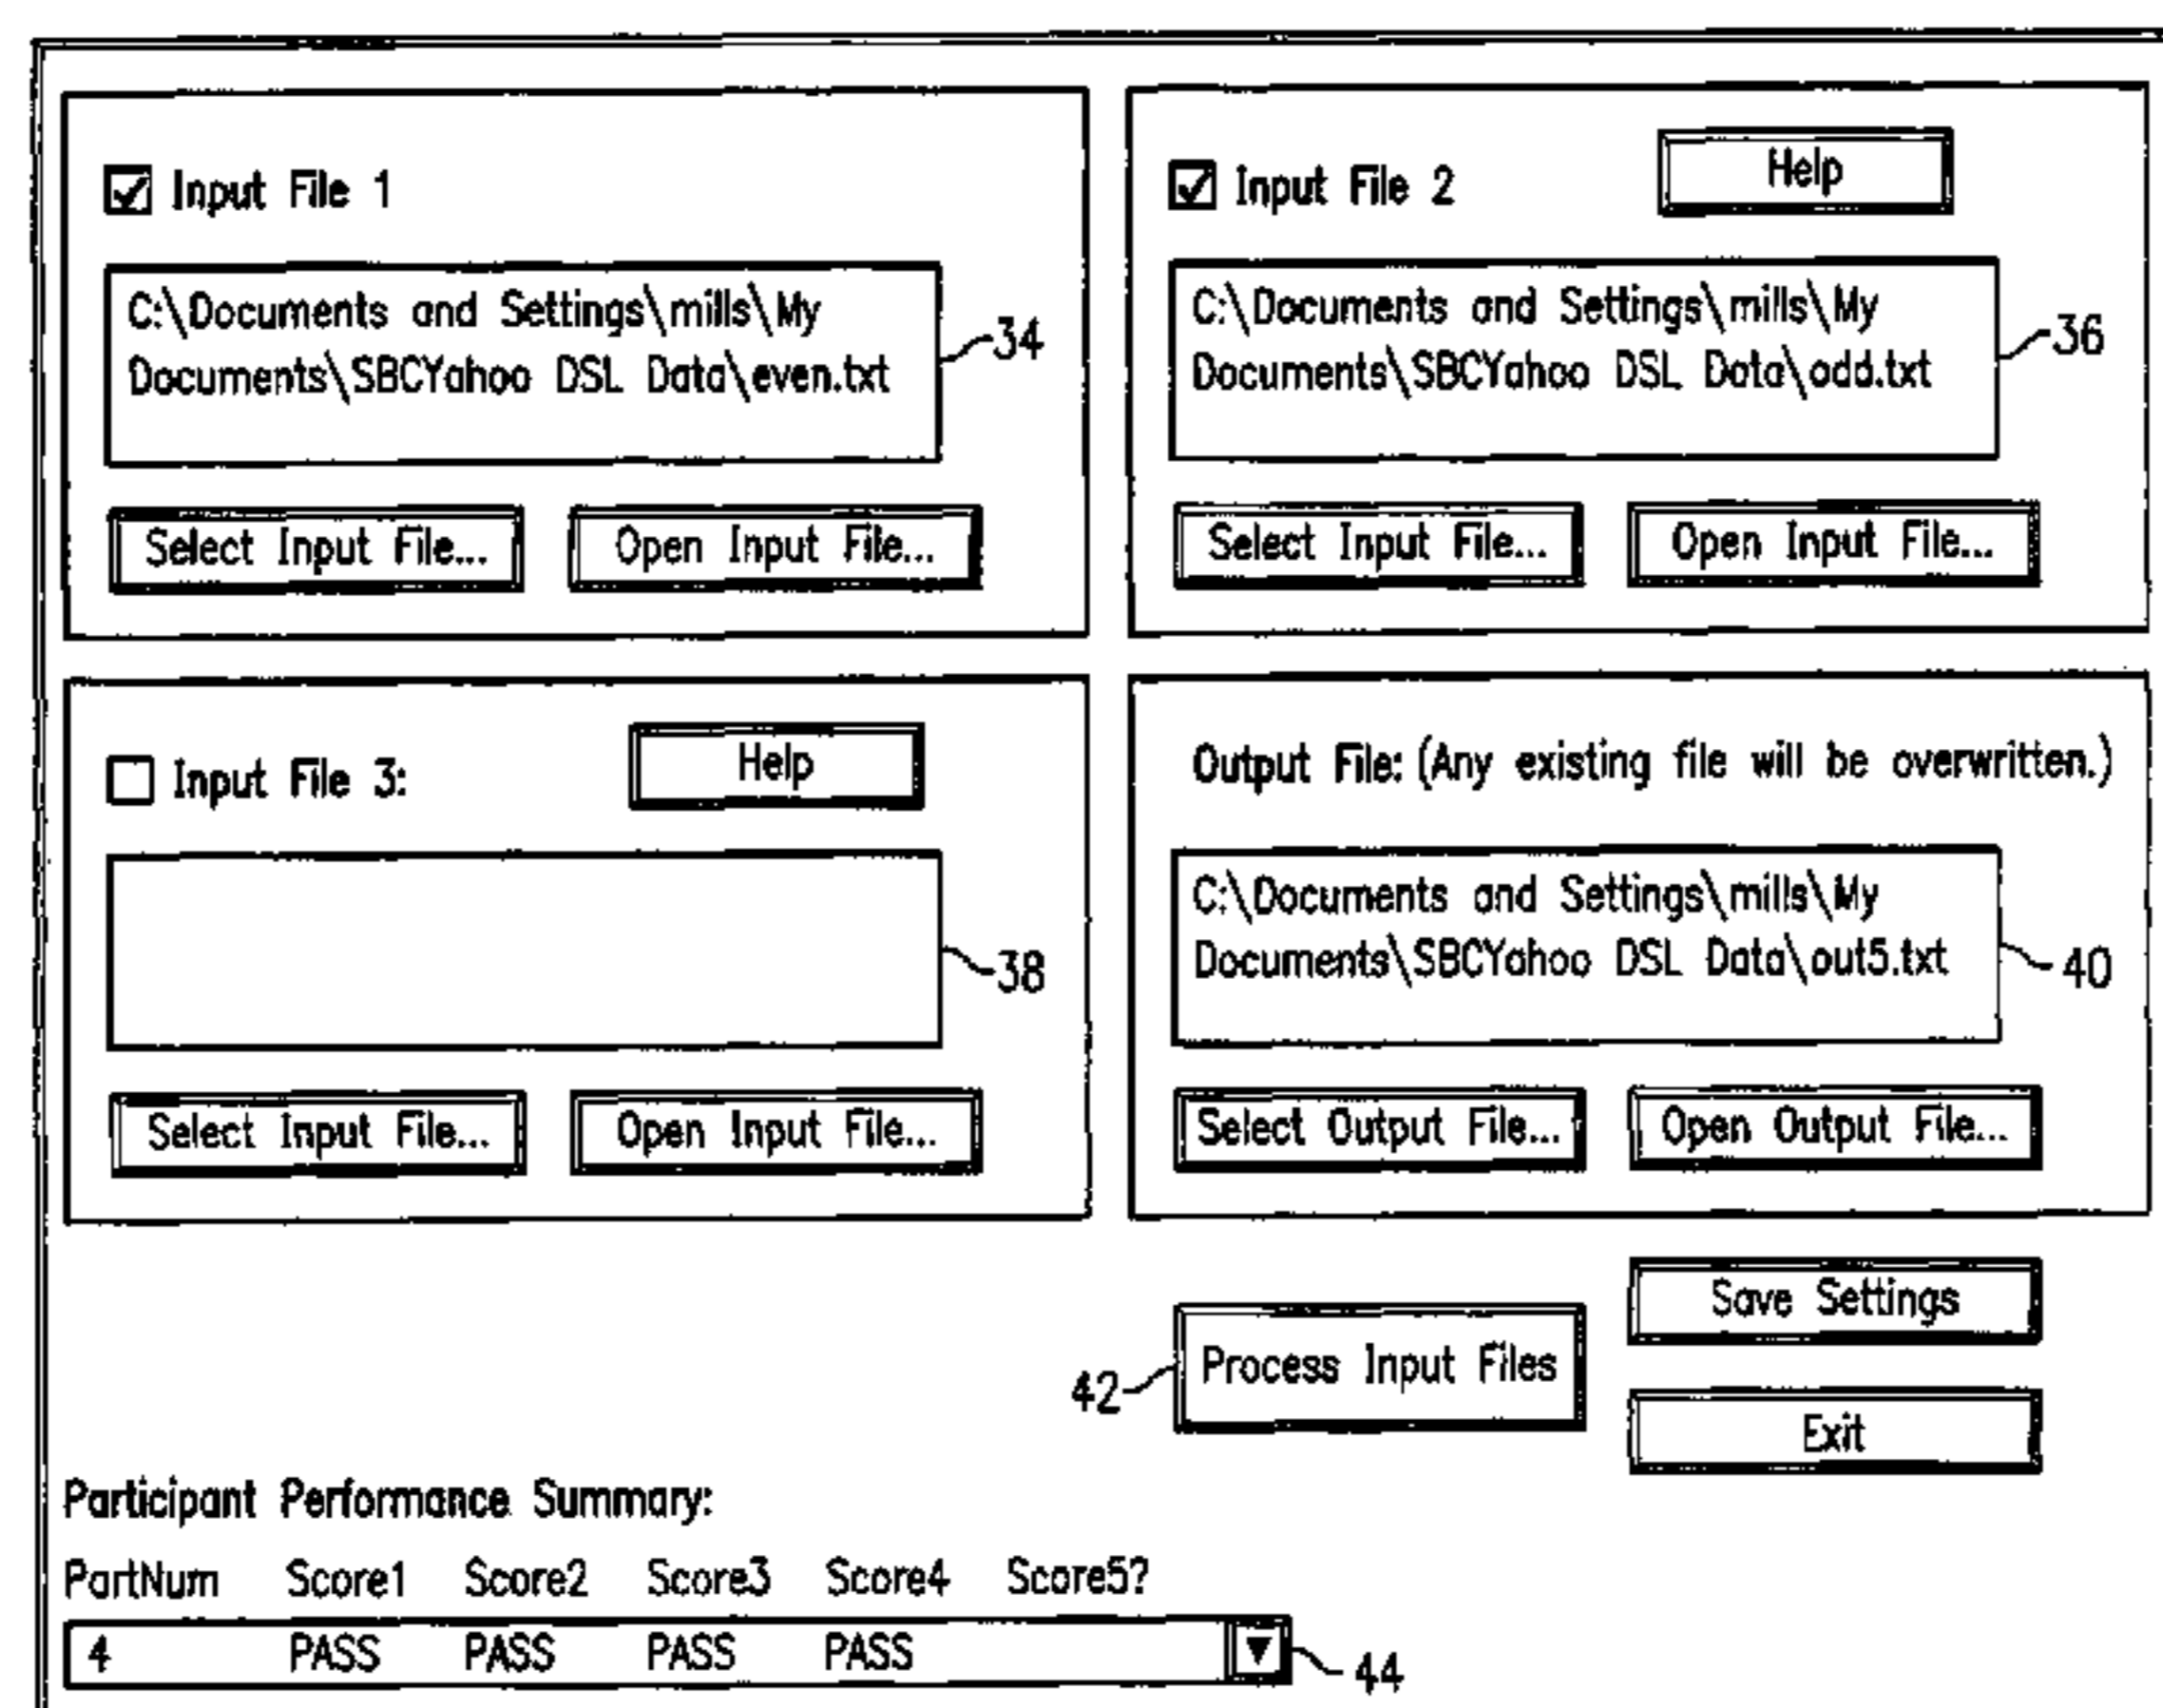 Input File 1
C:\Documents and Settings\mills\My
Documents\SBCYahoo DSL Data\even.txt
34
Select Input File...
Open Input File...
Input File 2
Help
C:\Documents and Settings\mills\My
Documents\SBCYahoo DSL Data\odd.txt
36
Select Input File...
Open Input File...
Input File 3:
Help
38
Select Input File...
Open Input File...
Output File: (Any existing file will be overwritten.)
C:\Documents and Settings\mills\My
Documents\SBCYahoo DSL Data\out5.txt
40
Select Output File...
Open Output File...
42
Process Input Files
Save Settings
Exit
Participant Performance Summary:
PartNum Score1 Score2 Score3 Score4 Score5?
4 PASS PASS PASS PASS
44